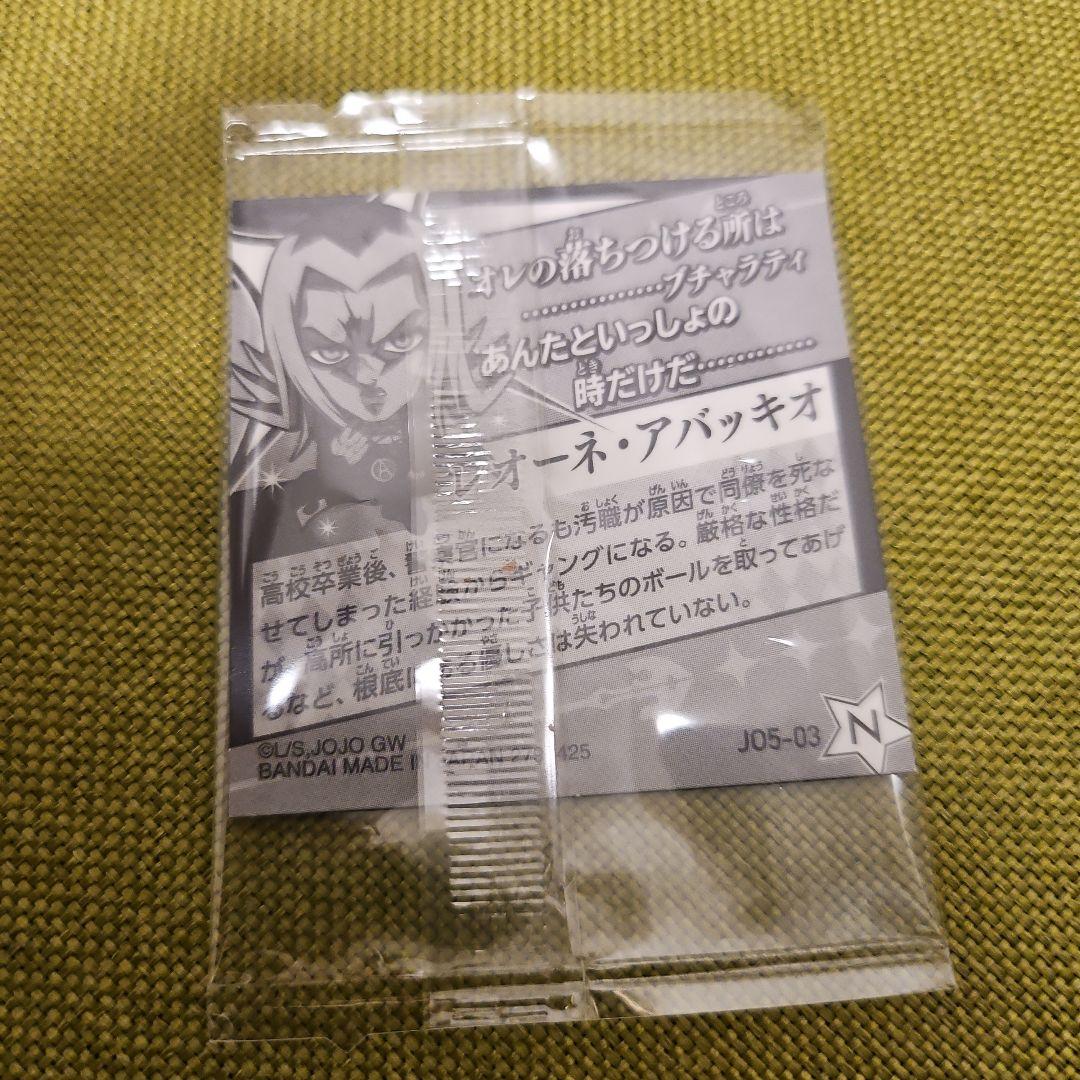 オレの落ちつける所は
……………ブチャラティ
あんたといっしょの
時だけだ…………
レオーネ・アバッキオ
高校卒業後、警察官になるも汚職が原因で同僚を死な
せてしまった経験からギャングになる。厳格な性格だ
が、高所に引っかかった子供たちのボールを取ってあげ
るなど、根底にある優しさは失われていない。
©L/S,JOJO GW
BANDAI MADE IN JAPAN
JO5-03
N